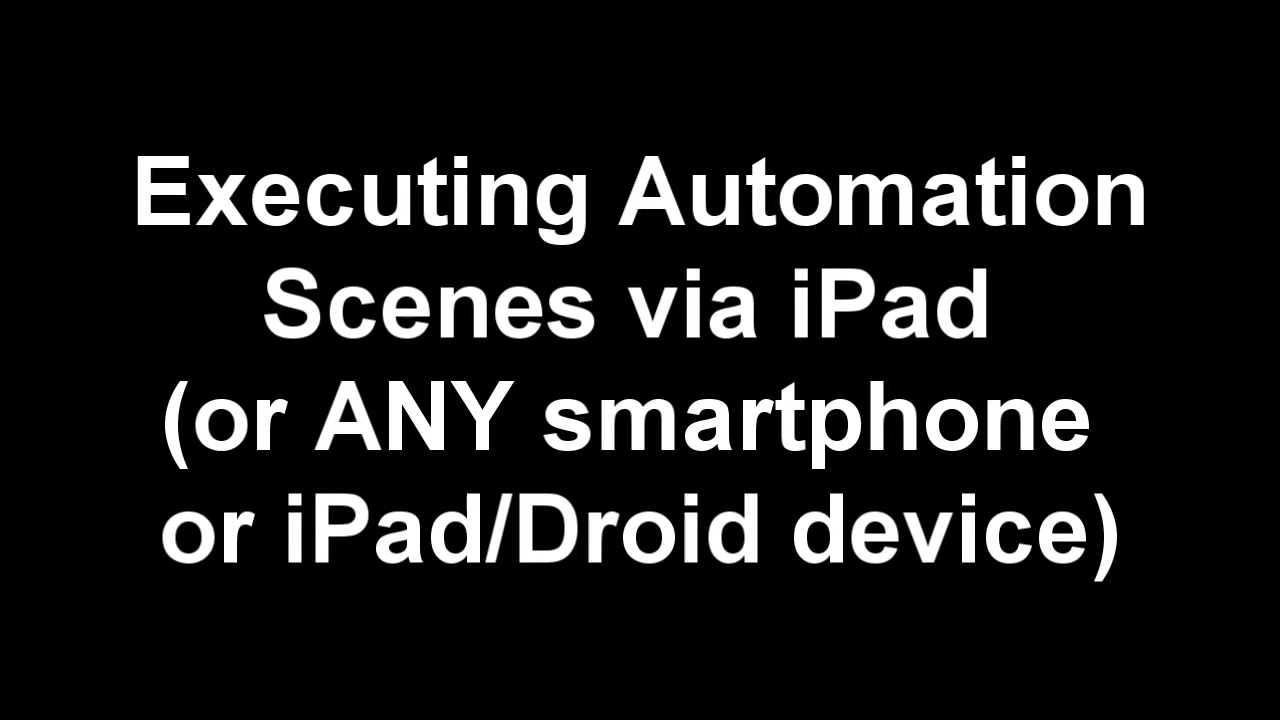 Executing Automation
Scenes via iPad
(or ANY smartphone
or iPad/Droid device)